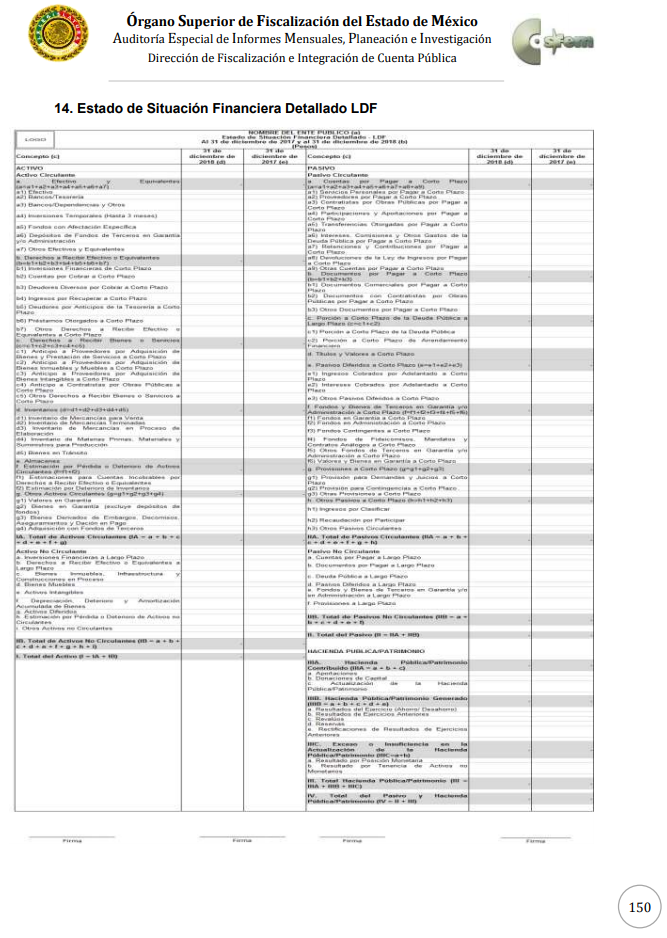 Órgano Superior de Fiscalización del Estado de México
Auditoría Especial de Informes Mensuales, Planeación e Investigación
Dirección de Fiscalización e Integración de Cuenta Pública
14. Estado de Situación Financiera Detallado LDF
LOGO
NOMBRE DEL ENTE PÚBLICO (a)
Estado de Situación Financiera Detallado - LDF
Al 31 de diciembre de 2017 y al 31 de diciembre de 2018 (b)
(Pesos)
Concepto (c)
31 de
diciembre de
2018 (d)
31 de
diciembre de
2017 (e)
Concepto (c)
31 de
diciembre de
2018 (d)
31 de
diciembre de
2017 (e)
ACTIVO
Activo Circulante
a. Efectivo y Equivalentes
(a=a1+a2+a3+a4+a5+a6+a7)
a1) Efectivo
a2) Bancos/Tesorería
a3) Bancos/Dependencias y Otros
a4) Inversiones Temporales (Hasta 3 meses)
a5) Fondos con Afectación Específica
a6) Depósitos de Fondos de Terceros en Garantía
y/o Administración
a7) Otros Efectivos y Equivalentes
b. Derechos a Recibir Efectivo o Equivalentes
(b=b1+b2+b3+b4+b5+b6+b7)
b1) Inversiones Financieras de Corto Plazo
b2) Cuentas por Cobrar a Corto Plazo
b3) Deudores Diversos por Cobrar a Corto Plazo
b4) Ingresos por Recuperar a Corto Plazo
b5) Deudores por Anticipos de la Tesorería a Corto
Plazo
b6) Préstamos Otorgados a Corto Plazo
b7) Otros Derechos a Recibir Efectivo o
Equivalentes a Corto Plazo
c. Derechos a Recibir Bienes o Servicios
(c=c1+c2+c3+c4+c5)
c1) Anticipo a Proveedores por Adquisición de
Bienes y Prestación de Servicios a Corto Plazo
c2) Anticipo a Proveedores por Adquisición de
Bienes Inmuebles y Muebles a Corto Plazo
c3) Anticipo a Proveedores por Adquisición de
Bienes Intangibles a Corto Plazo
c4) Anticipo a Contratistas por Obras Públicas a
Corto Plazo
c5) Otros Derechos a Recibir Bienes o Servicios a
Corto Plazo
d. Inventarios (d=d1+d2+d3+d4+d5)
d1) Inventario de Mercancías para Venta
d2) Inventario de Mercancías Terminadas
d3) Inventario de Mercancías en Proceso de
Elaboración
d4) Inventario de Materias Primas, Materiales y
Suministros para Producción
d5) Bienes en Tránsito
e. Almacenes
f. Estimación por Pérdida o Deterioro de Activos
Circulantes (f=f1+f2)
f1) Estimaciones para Cuentas Incobrables por
Derechos a Recibir Efectivo o Equivalentes
f2) Estimación por Deterioro de Inventarios
g. Otros Activos Circulantes (g=g1+g2+g3+g4)
g1) Valores en Garantía
g2) Bienes en Garantía (excluye depósitos de
fondos)
g3) Bienes Derivados de Embargos, Decomisos,
Aseguramientos y Dación en Pago
g4) Adquisición con Fondos de Terceros
IA. Total de Activos Circulantes (IA = a + b + c
+ d + e + f + g)
Activo No Circulante
a. Inversiones Financieras a Largo Plazo
b. Derechos a Recibir Efectivo o Equivalentes a
Largo Plazo
c. Bienes Inmuebles, Infraestructura y
Construcciones en Proceso
d. Bienes Muebles
e. Activos Intangibles
f. Depreciación, Deterioro y Amortización
Acumulada de Bienes
g. Activos Diferidos
h. Estimación por Pérdida o Deterioro de Activos no
Circulantes
i. Otros Activos no Circulantes
IB. Total de Activos No Circulantes (IB = a + b +
c + d + e + f + g + h + i)
I. Total del Activo (I = IA + IB)
PASIVO
Pasivo Circulante
a. Cuentas por Pagar a Corto Plazo
(a=a1+a2+a3+a4+a5+a6+a7+a8+a9)
a1) Servicios Personales por Pagar a Corto Plazo
a2) Proveedores por Pagar a Corto Plazo
a3) Contratistas por Obras Públicas por Pagar a
Corto Plazo
a4) Participaciones y Aportaciones por Pagar a
Corto Plazo
a5) Transferencias Otorgadas por Pagar a Corto
Plazo
a6) Intereses, Comisiones y Otros Gastos de la
Deuda Pública por Pagar a Corto Plazo
a7) Retenciones y Contribuciones por Pagar a
Corto Plazo
a8) Devoluciones de la Ley de Ingresos por Pagar
a Corto Plazo
a9) Otras Cuentas por Pagar a Corto Plazo
b. Documentos por Pagar a Corto Plazo
(b=b1+b2+b3)
b1) Documentos Comerciales por Pagar a Corto
Plazo
b2) Documentos con Contratistas por Obras
Públicas por Pagar a Corto Plazo
b3) Otros Documentos por Pagar a Corto Plazo
c. Porción a Corto Plazo de la Deuda Pública a
Largo Plazo (c=c1+c2)
c1) Porción a Corto Plazo de la Deuda Pública
c2) Porción a Corto Plazo de Arrendamiento
Financiero
d. Títulos y Valores a Corto Plazo
e. Pasivos Diferidos a Corto Plazo (e=e1+e2+e3)
e1) Ingresos Cobrados por Adelantado a Corto
Plazo
e2) Intereses Cobrados por Adelantado a Corto
Plazo
e3) Otros Pasivos Diferidos a Corto Plazo
f. Fondos y Bienes de Terceros en Garantía y/o
Administración a Corto Plazo (f=f1+f2+f3+f4+f5+f6)
f1) Fondos en Garantía a Corto Plazo
f2) Fondos en Administración a Corto Plazo
f3) Fondos Contingentes a Corto Plazo
f4) Fondos de Fideicomisos, Mandatos y
Contratos Análogos a Corto Plazo
f5) Otros Fondos de Terceros en Garantía y/o
Administración a Corto Plazo
f6) Valores y Bienes en Garantía a Corto Plazo
g. Provisiones a Corto Plazo (g=g1+g2+g3)
g1) Provisión para Demandas y Juicios a Corto
Plazo
g2) Provisión para Contingencias a Corto Plazo
g3) Otras Provisiones a Corto Plazo
h. Otros Pasivos a Corto Plazo (h=h1+h2+h3)
h1) Ingresos por Clasificar
h2) Recaudación por Participar
h3) Otros Pasivos Circulantes
IIA. Total de Pasivos Circulantes (IIA = a + b +
c + d + e + f + g + h)
Pasivo No Circulante
a. Cuentas por Pagar a Largo Plazo
b. Documentos por Pagar a Largo Plazo
c. Deuda Pública a Largo Plazo
d. Pasivos Diferidos a Largo Plazo
e. Fondos y Bienes de Terceros en Garantía y/o
en Administración a Largo Plazo
f. Provisiones a Largo Plazo
IIB. Total de Pasivos No Circulantes (IIB = a +
b + c + d + e + f)
II. Total del Pasivo (II = IIA + IIB)
HACIENDA PÚBLICA/PATRIMONIO
IIIA. Hacienda Pública/Patrimonio
Contribuido (IIIA = a + b + c)
a. Aportaciones
b. Donaciones de Capital
c. Actualización de la Hacienda
Pública/Patrimonio
IIIB. Hacienda Pública/Patrimonio Generado
(IIIB = a + b + c + d + e)
a. Resultados del Ejercicio (Ahorro/ Desahorro)
b. Resultados de Ejercicios Anteriores
c. Revalúos
d. Reservas
e. Rectificaciones de Resultados de Ejercicios
Anteriores
IIIC. Exceso o Insuficiencia en la
Actualización de la Hacienda
Pública/Patrimonio (IIIC=a+b)
a. Resultado por Posición Monetaria
b. Resultado por Tenencia de Activos no
Monetarios
III. Total Hacienda Pública/Patrimonio (III =
IIIA + IIIB + IIIC)
IV. Total del Pasivo y Hacienda
Pública/Patrimonio (IV = II + III)
Firma
Firma
Firma
Firma
150